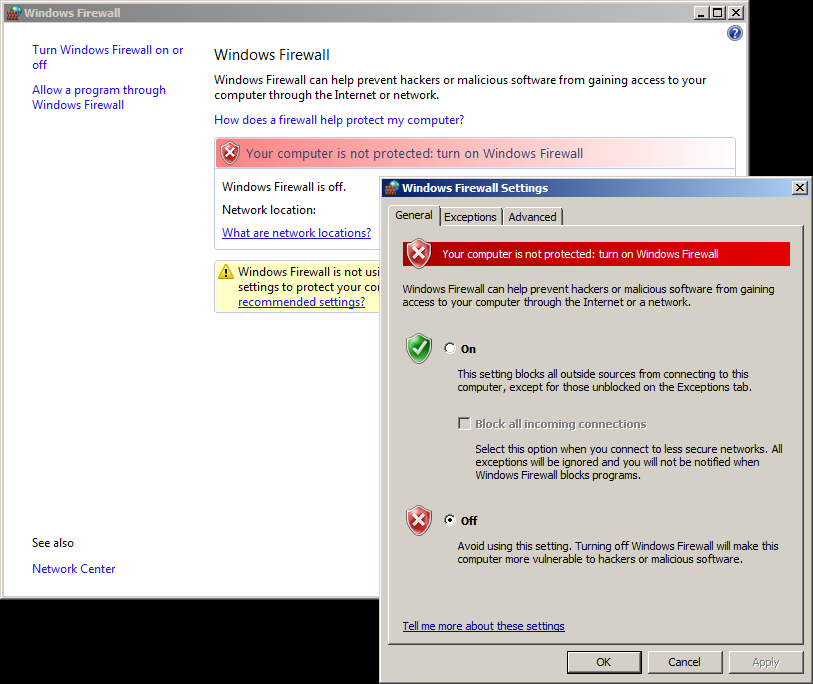 Windows Firewall
Turn Windows Firewall on or
off
Allow a program through
Windows Firewall
Windows Firewall
Windows Firewall can help prevent hackers or malicious software from gaining access to your
computer through the Internet or network.
How does a firewall help protect my computer?
Your computer is not protected: turn on Windows Firewall
Windows Firewall is off.
Network location:
What are network locations?
Windows Firewall is not usi
settings to protect your co
recommended settings?
See also
Network Center
Windows Firewall Settings
General
Exceptions
Advanced
Your computer is not protected: turn on Windows Firewall
Windows Firewall can help prevent hackers or malicious software from gaining
access to your computer through the Internet or a network.
On
This setting blocks all outside sources from connecting to this
computer, except for those unblocked on the Exceptions tab.
Block all incoming connections
Select this option when you connect to less secure networks. All
exceptions will be ignored and you will not be notified when
Windows Firewall blocks programs.
Off
Avoid using this setting. Turning off Windows Firewall will make this
computer more vulnerable to hackers or malicious software.
Tell me more about these settings
OK
Cancel
Apply